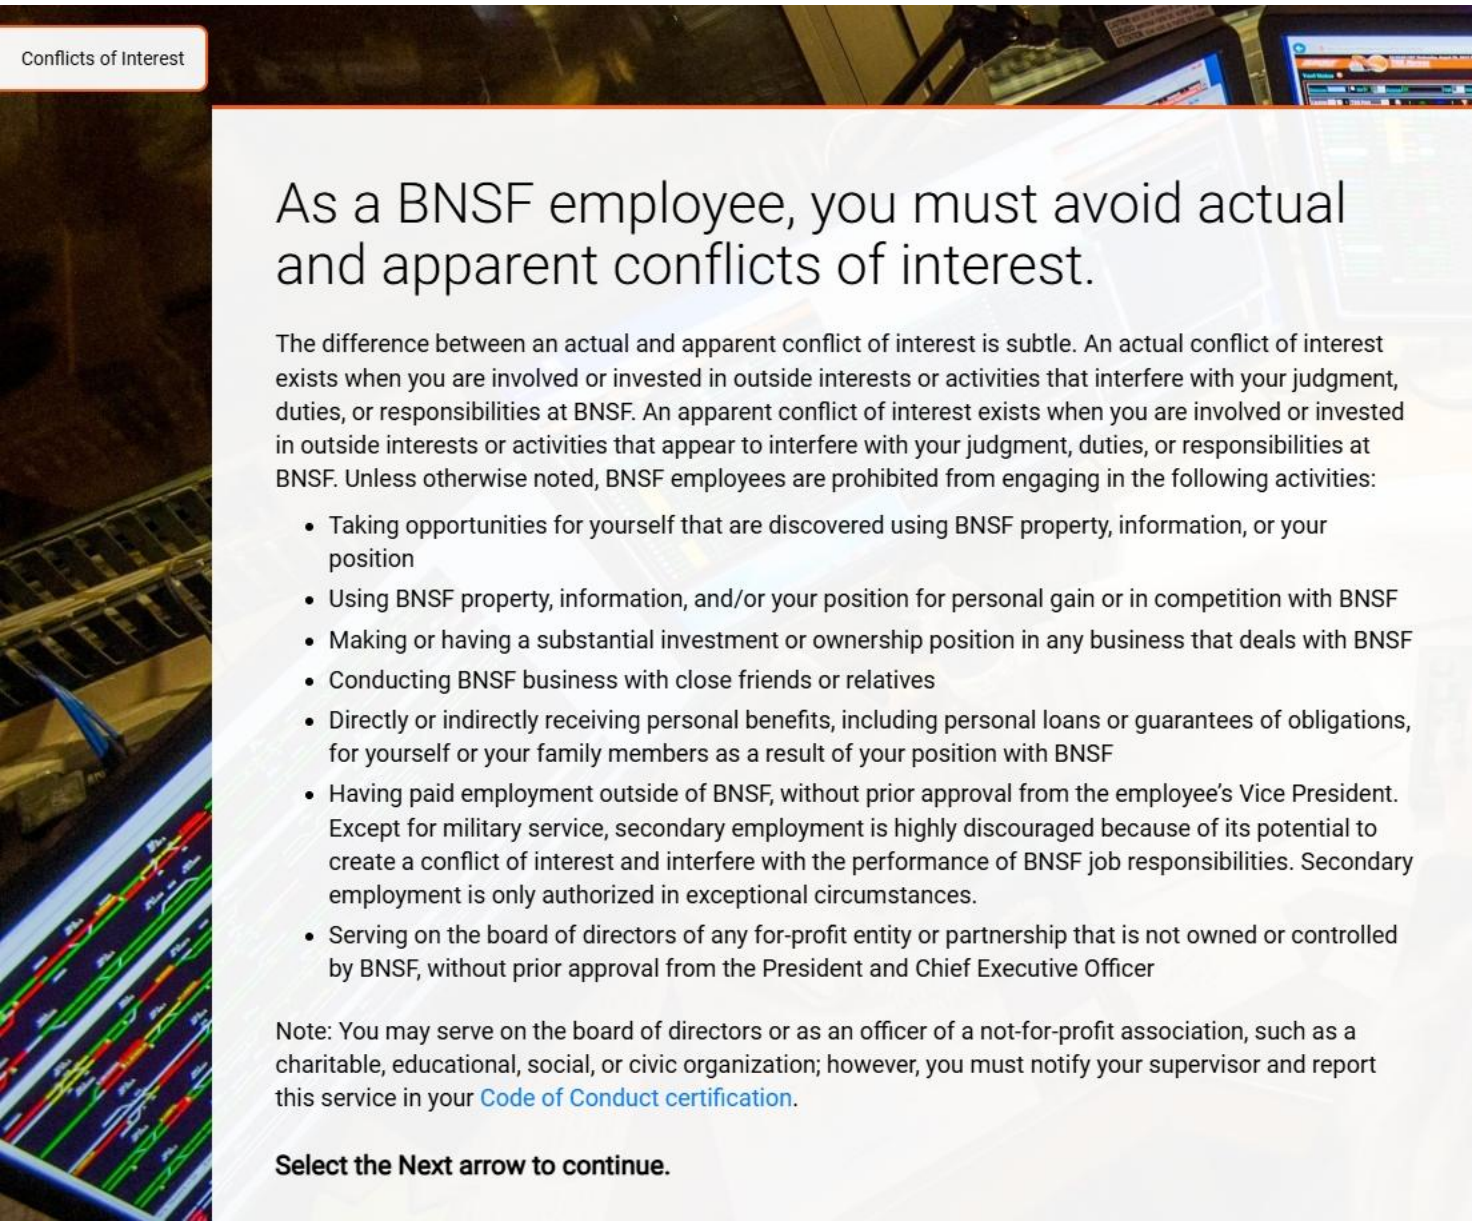 Conflicts of Interest
As a BNSF employee, you must avoid actual
and apparent conflicts of interest.
The difference between an actual and apparent conflict of interest is subtle. An actual conflict of interest
exists when you are involved or invested in outside interests or activities that interfere with your judgment,
duties, or responsibilities at BNSF. An apparent conflict of interest exists when you are involved or invested
in outside interests or activities that appear to interfere with your judgment, duties, or responsibilities at
BNSF. Unless otherwise noted, BNSF employees are prohibited from engaging in the following activities:
• Taking opportunities for yourself that are discovered using BNSF property, information, or your
position
• Using BNSF property, information, and/or your position for personal gain or in competition with BNSF
• Making or having a substantial investment or ownership position in any business that deals with BNSF
• Conducting BNSF business with close friends or relatives
• Directly or indirectly receiving personal benefits, including personal loans or guarantees of obligations,
for yourself or your family members as a result of your position with BNSF
• Having paid employment outside of BNSF, without prior approval from the employee's Vice President.
Except for military service, secondary employment is highly discouraged because of its potential to
create a conflict of interest and interfere with the performance of BNSF job responsibilities. Secondary
employment is only authorized in exceptional circumstances.
• Serving on the board of directors of any for-profit entity or partnership that is not owned or controlled
by BNSF, without prior approval from the President and Chief Executive Officer
Note: You may serve on the board of directors or as an officer of a not-for-profit association, such as a
charitable, educational, social, or civic organization; however, you must notify your supervisor and report
this service in your Code of Conduct certification.
Select the Next arrow to continue.